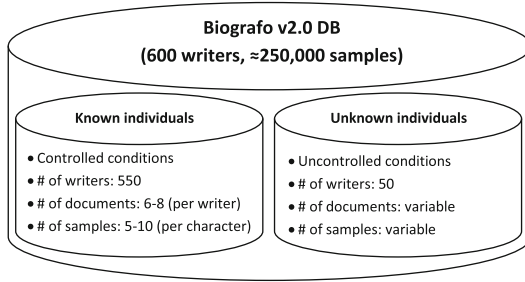 Biografo v2.0 DB
(600 writers, ≈250,000 samples)
Known individuals
• Controlled conditions
• # of writers: 550
• # of documents: 6-8 (per writer)
• # of samples: 5-10 (per character)
Unknown individuals
• Uncontrolled conditions
• # of writers: 50
• # of documents: variable
• # of samples: variable